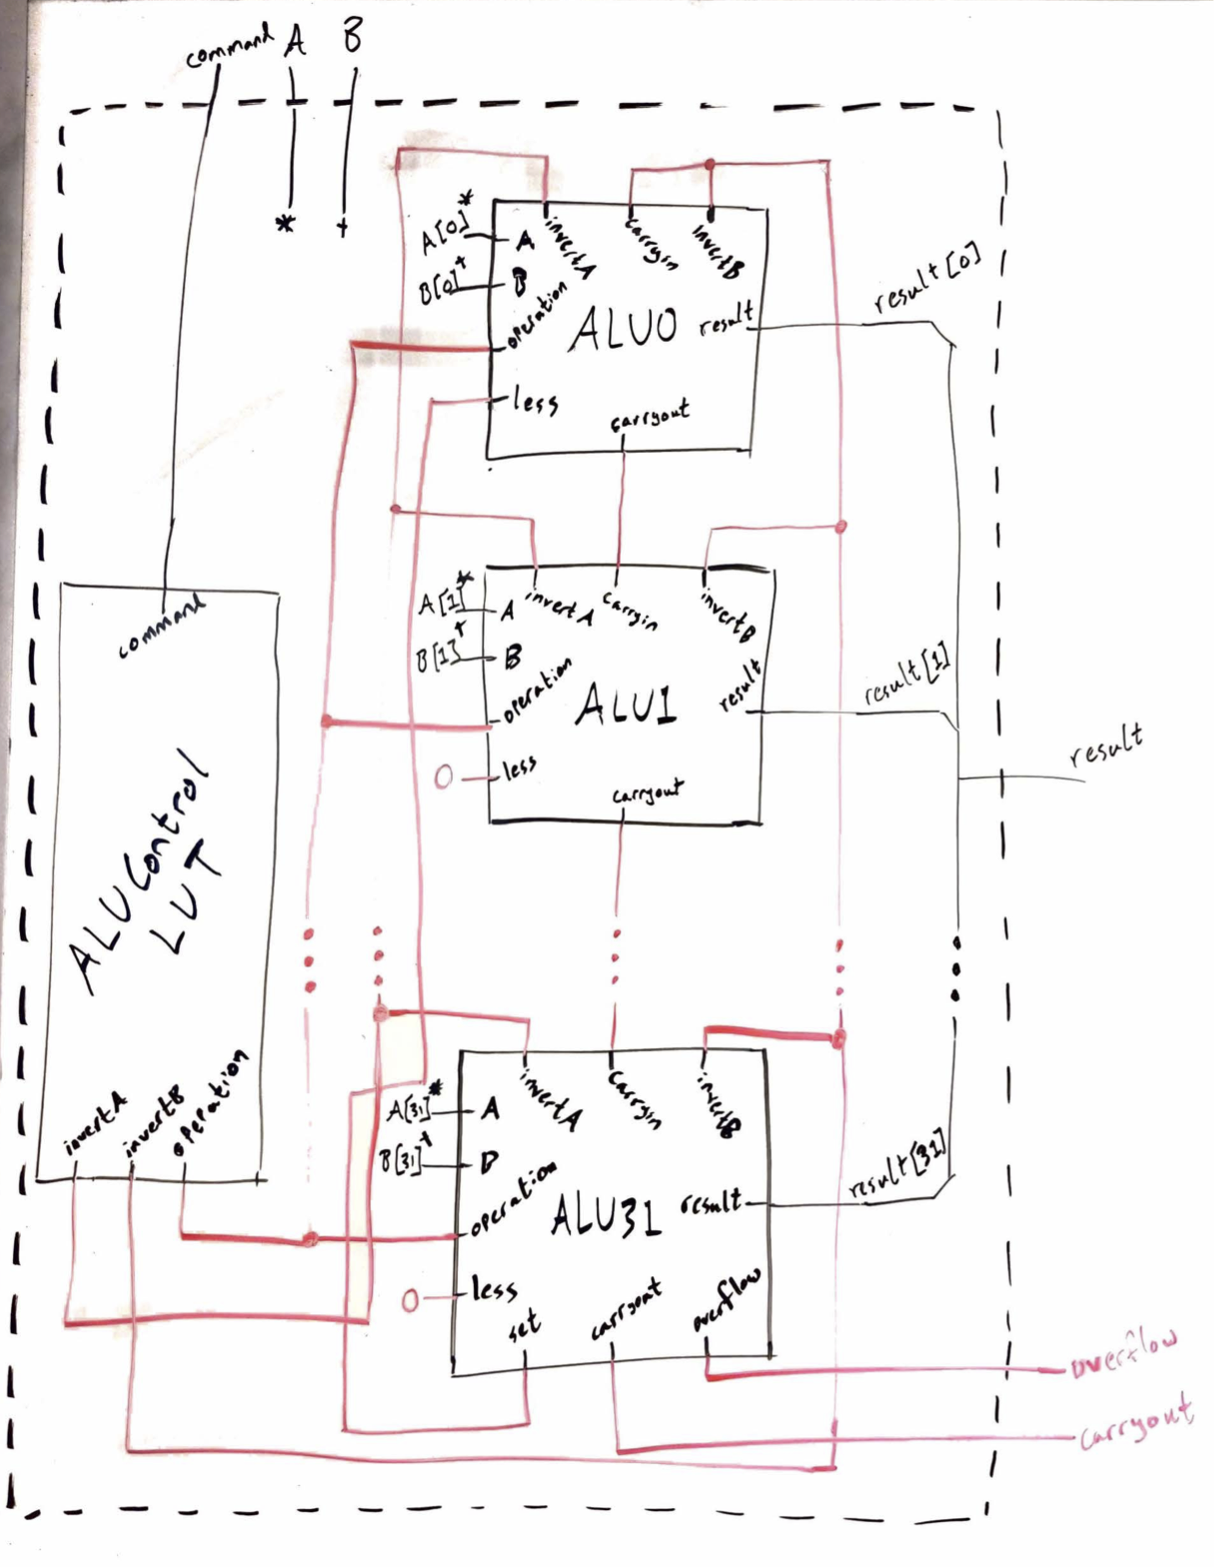 command A B
* +
A[0]* A invertA carryin invertB
B[0]+ B
operation ALU0 result result[0]
less
carryout
A[1]* A invertA carryin invertB
B[1]+ B
operation ALU1 result result[1]
0 less
carryout
result
command
ALU Control
LUT
invertA invertB operation
A[31]* A invertA carryin invertB
B[31]+ B
operation ALU31 result result[31]
0 less
set carryout overflow
overflow
carryout